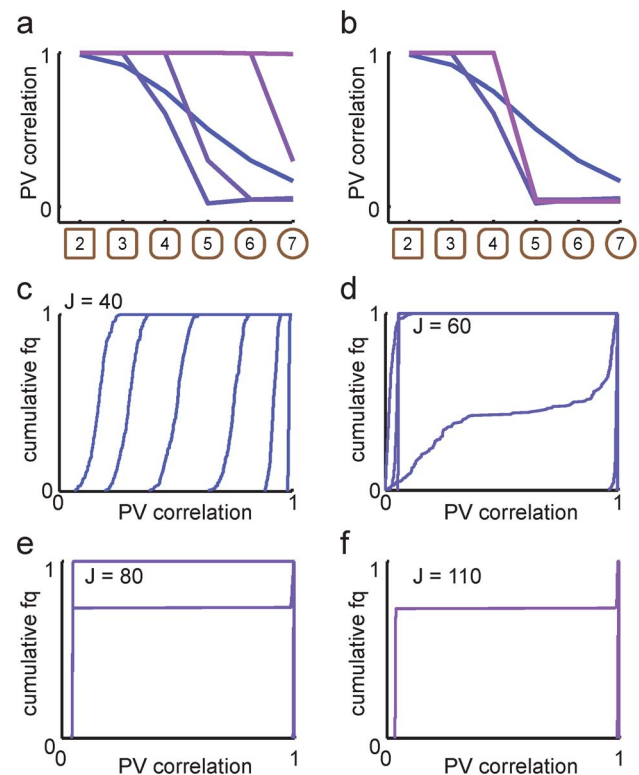 a
b
1
PV correlation
0
2 3 4 5 6 7
1
PV correlation
0
2 3 4 5 6 7
c
J = 40
1
cumulative fq
0
0
PV correlation
1
d
J = 60
1
cumulative fq
0
0
PV correlation
1
e
J = 80
1
cumulative fq
0
0
PV correlation
1
f
J = 110
1
cumulative fq
0
0
PV correlation
1